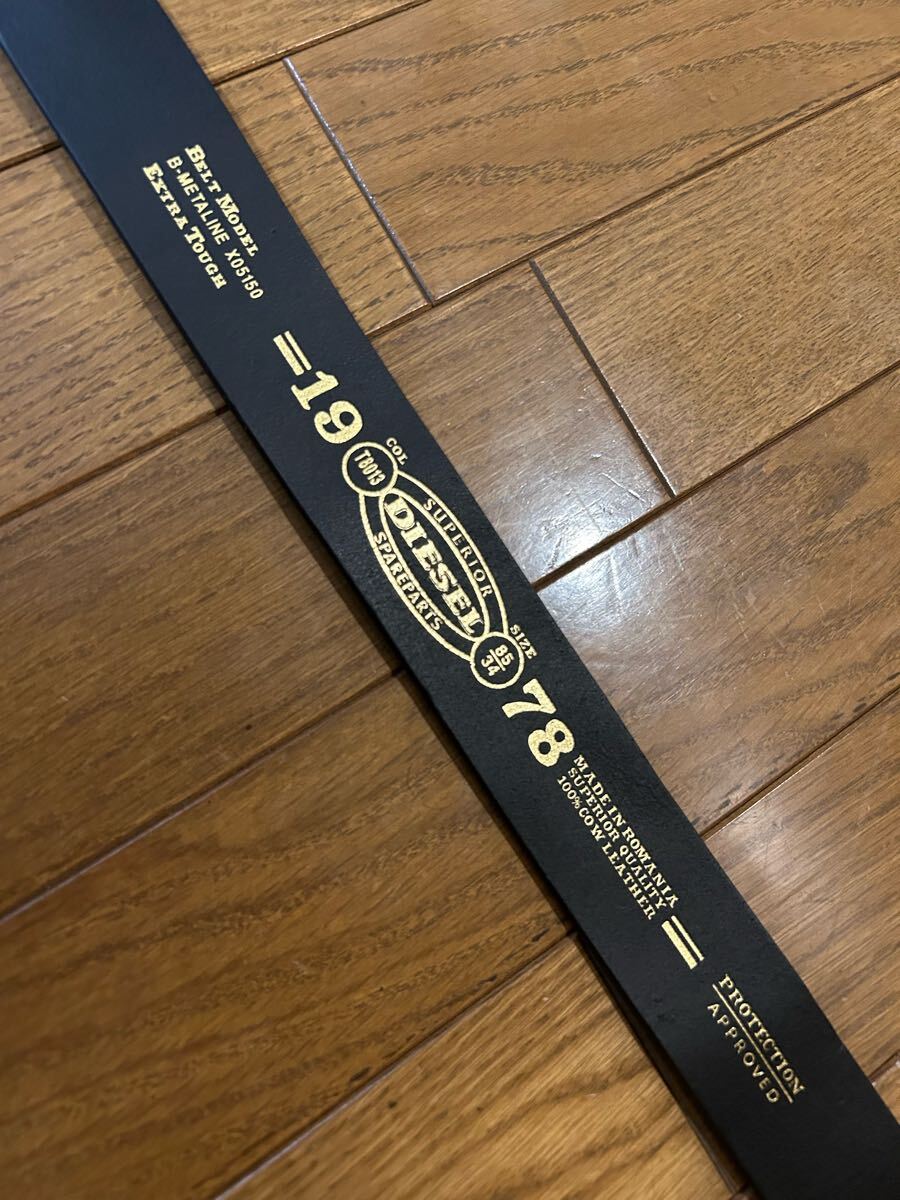 BELT MODEL
B-METALINE X05150
EXTRA TOUGH
19
COL
T8013
SUPERIOR
DIESEL
SPAREPARTS
SIZE
85
34
78
MADE IN ROMANIA
SUPERIOR QUALITY
100% COW LEATHER
PROTECTION
APPROVED